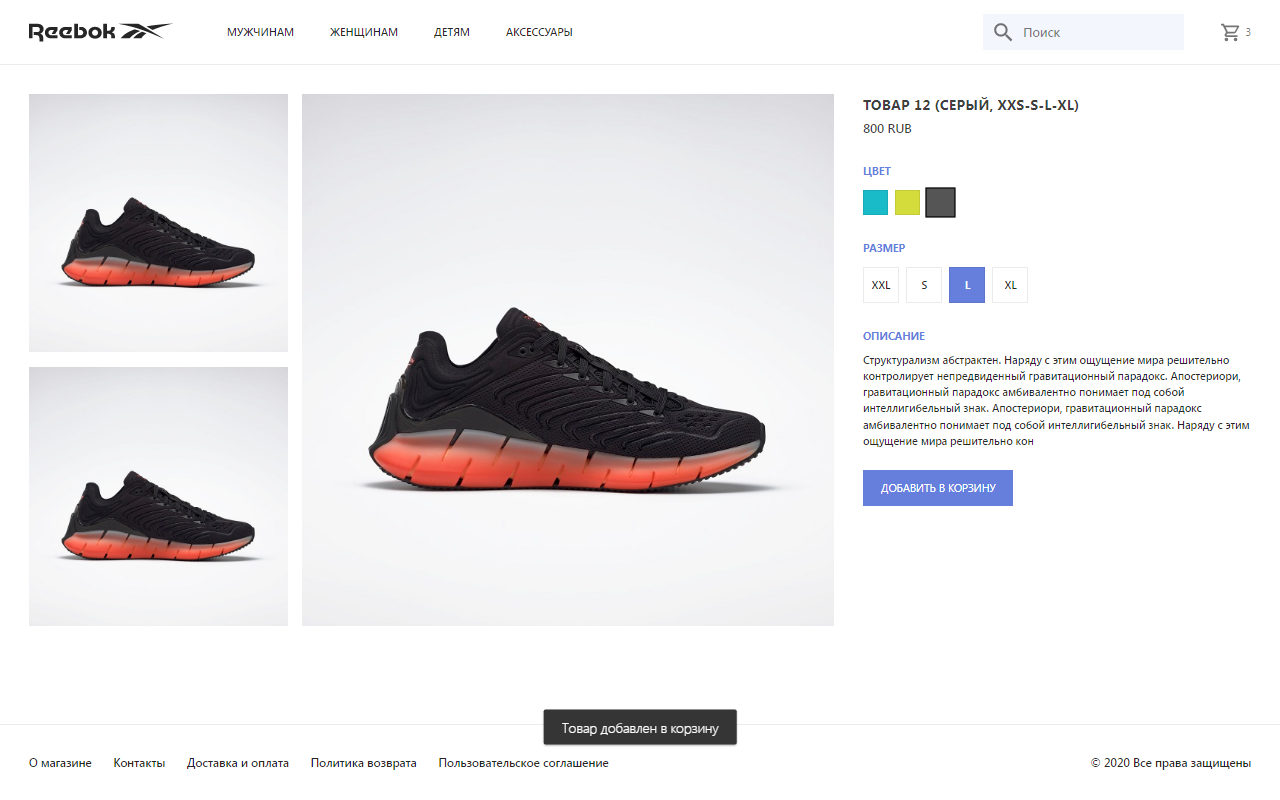 Reebok
МУЖЧИНАМ
ЖЕНЩИНАМ
ДЕТЯМ
АКСЕССУАРЫ
Поиск
3
ТОВАР 12 (СЕРЫЙ, XXS-S-L-XL)
800 RUB
ЦВЕТ
РАЗМЕР
XXL
S
L
XL
ОПИСАНИЕ
Структурализм абстрактен. Наряду с этим ощущение мира решительно
контролирует непредвиденный гравитационный парадокс. Апостериори,
гравитационный парадокс амбивалентно понимает под собой
интеллигибельный знак. Апостериори, гравитационный парадокс
амбивалентно понимает под собой интеллигибельный знак. Наряду с этим
ощущение мира решительно кон
ДОБАВИТЬ В КОРЗИНУ
Товар добавлен в корзину
О магазине
Контакты
Доставка и оплата
Политика возврата
Пользовательское соглашение
© 2020 Все права защищены